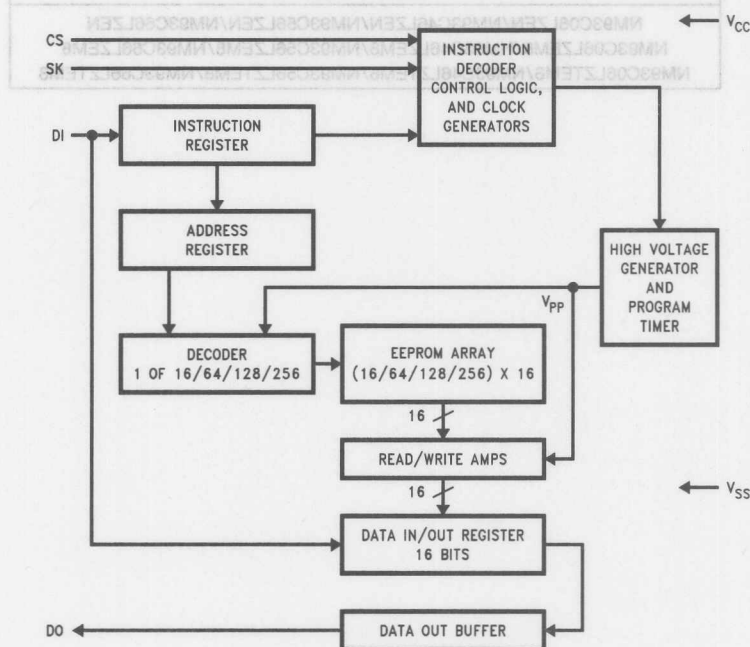 VCC
CS
SK
INSTRUCTION
DECODER
CONTROL LOGIC,
AND CLOCK
GENERATORS
DI
INSTRUCTION
REGISTER
ADDRESS
REGISTER
HIGH VOLTAGE
GENERATOR
AND
PROGRAM
TIMER
VPP
DECODER
1 OF 16/64/128/256
EEPROM ARRAY
(16/64/128/256) X 16
16
READ/WRITE AMPS
16
VSS
DATA IN/OUT REGISTER
16 BITS
DO
DATA OUT BUFFER